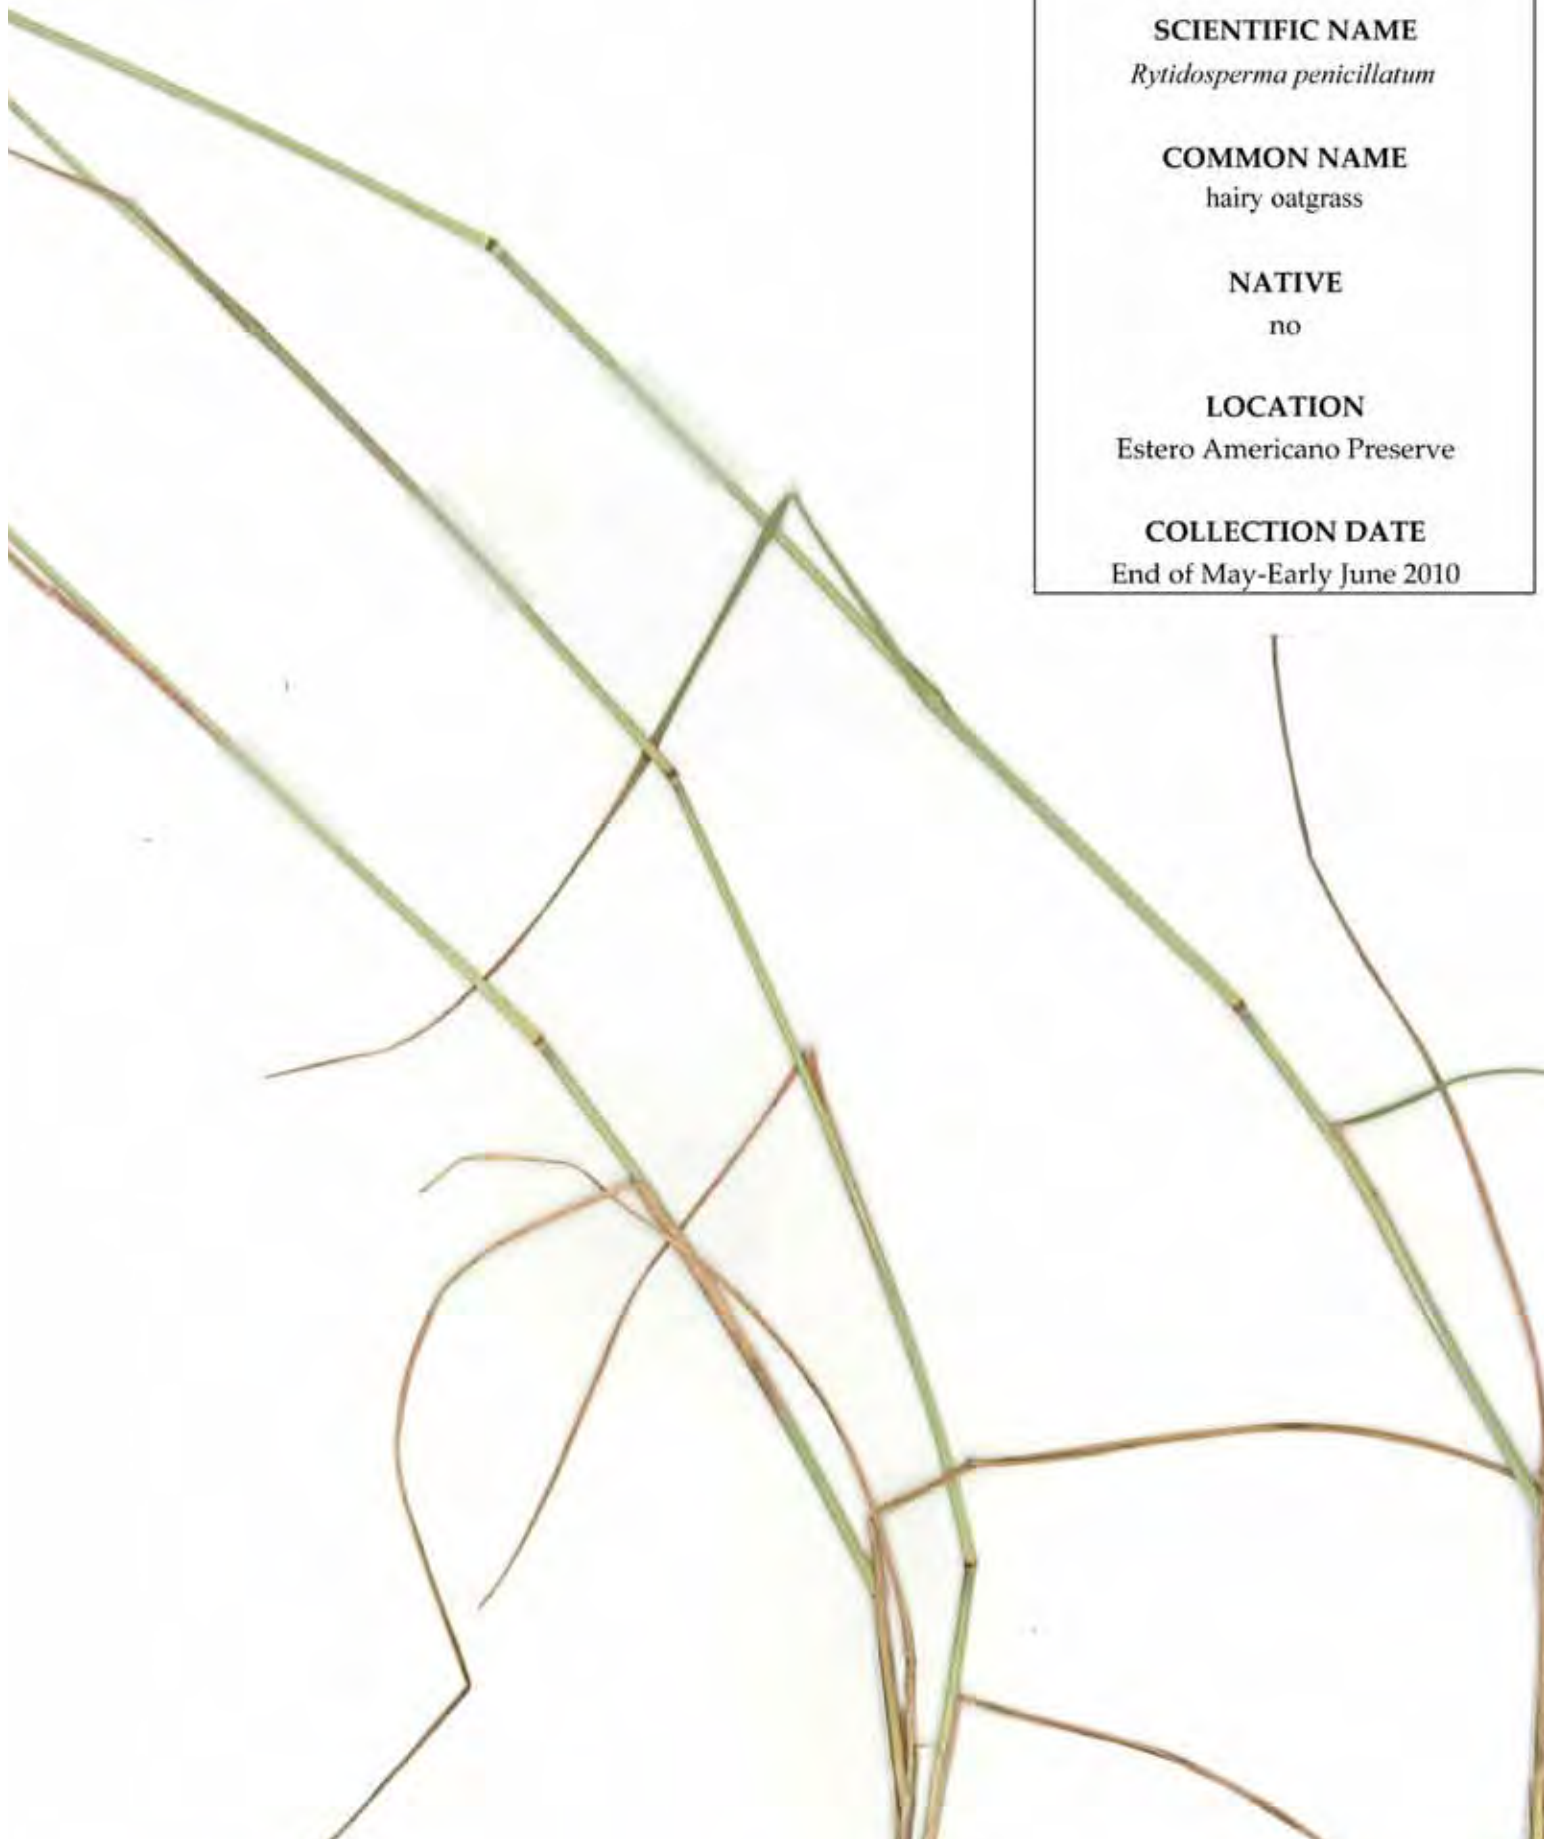 SCIENTIFIC NAME
Rytidosperma penicillatum
COMMON NAME
hairy oatgrass
NATIVE
no
LOCATION
Estero Americano Preserve
COLLECTION DATE
End of May-Early June 2010